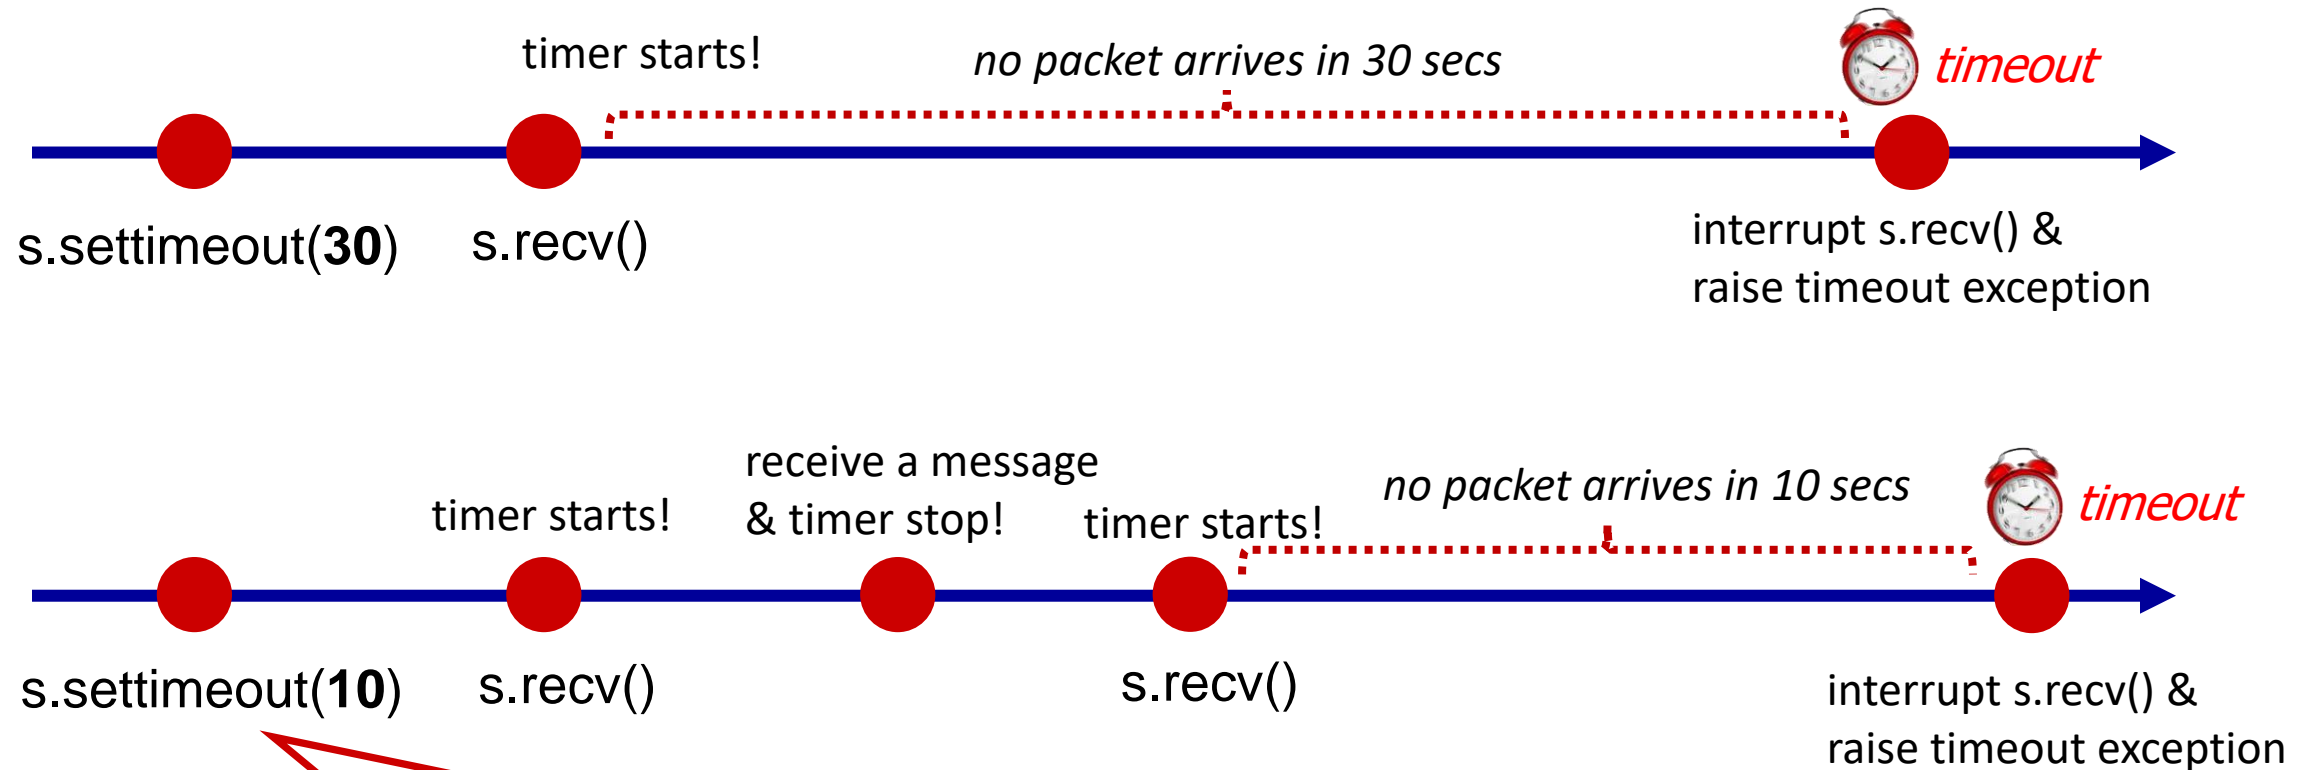 timer starts!
no packet arrives in 30 secs
timeout
s.settimeout(30)
s.recv()
interrupt s.recv() &
raise timeout exception
receive a message
& timer stop!
timer starts!
timer starts!
no packet arrives in 10 secs
timeout
s.settimeout(10)
s.recv()
s.recv()
interrupt s.recv() &
raise timeout exception